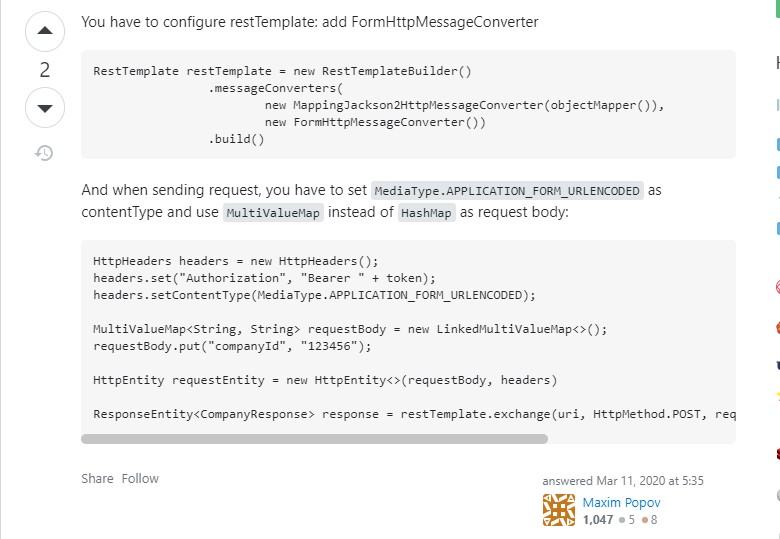 You have to configure restTemplate: add FormHttpMessageConverter
2
RestTemplate restTemplate = new RestTemplateBuilder()
.messageConverters(
new MappingJackson2HttpMessageConverter(objectMapper()),
new FormHttpMessageConverter())
.build()
And when sending request, you have to set MediaType.APPLICATION_FORM_URLENCODED as
contentType and use MultiValueMap instead of HashMap as request body:
HttpHeaders headers = new HttpHeaders();
headers.set("Authorization", "Bearer " + token);
headers.setContentType(MediaType.APPLICATION_FORM_URLENCODED);
MultiValueMap<String, String> requestBody = new LinkedMultiValueMap<>();
requestBody.put("companyId", "123456");
HttpEntity requestEntity = new HttpEntity<>(requestBody, headers)
ResponseEntity<CompanyResponse> response = restTemplate.exchange(uri, HttpMethod.POST, req
Share Follow
answered Mar 11, 2020 at 5:35
Maxim Popov
1,047 5 8